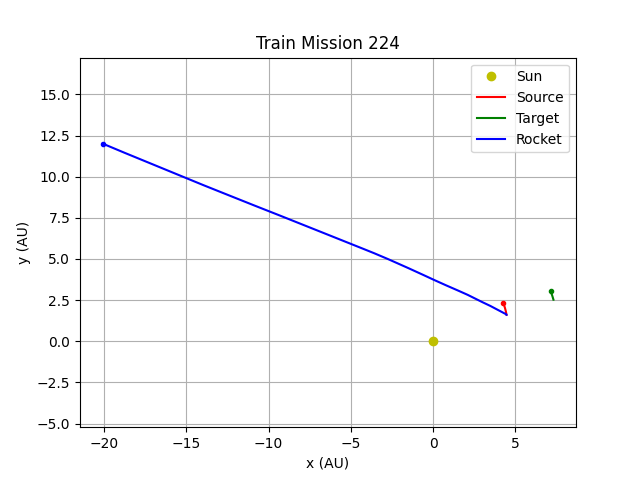 Train Mission 224
Sun
Source
Target
Rocket
15.0
12.5
10.0
7.5
5.0
2.5
0.0
−2.5
−5.0
y (AU)
−20 −15 −10 −5 0 5
x (AU)